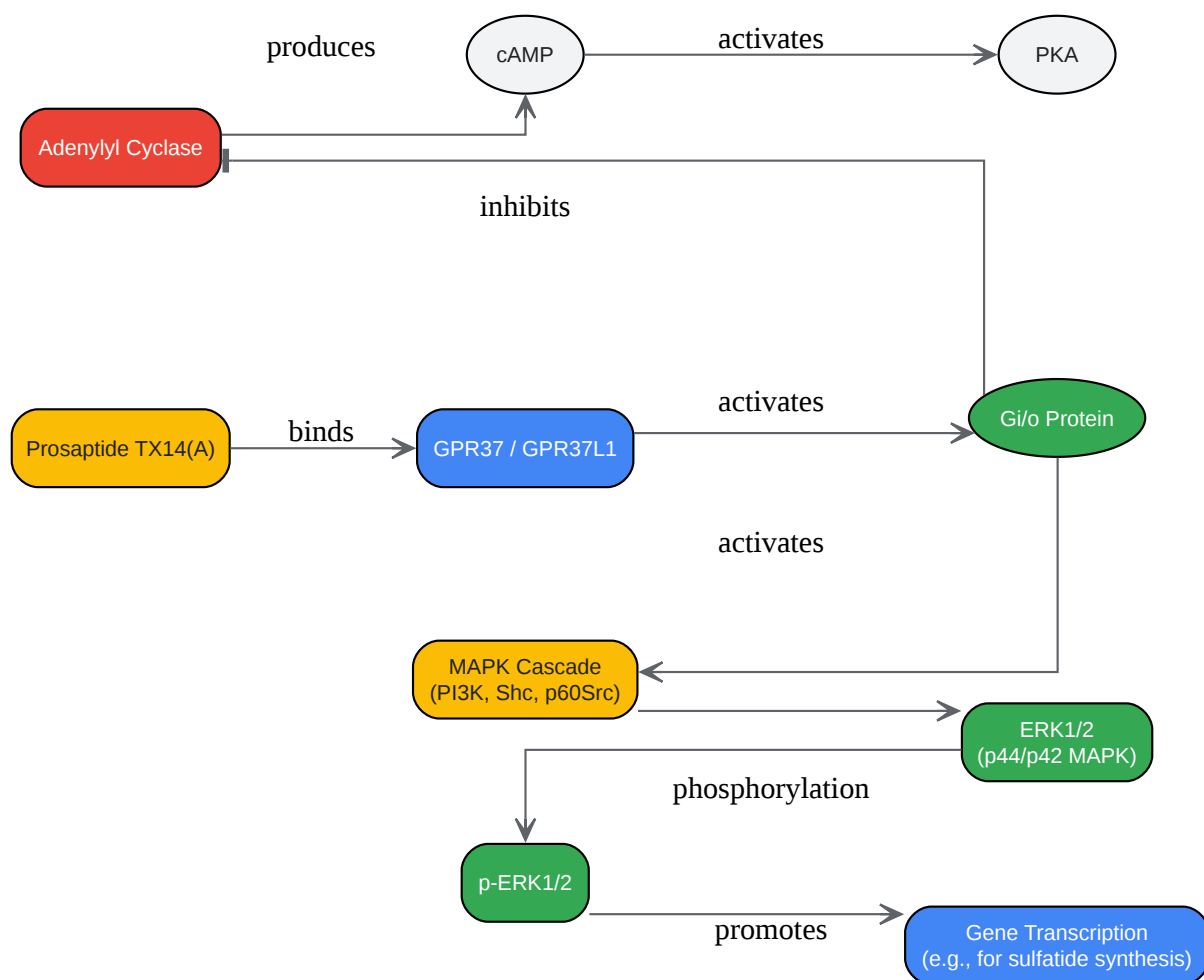 produces
cAMP
activates
PKA
Adenylyl Cyclase
inhibits
activates
Gi/o Protein
Prosaptide TX14(A)
binds
GPR37 / GPR37L1
activates
MAPK Cascade
(PI3K, Shc, p60Src)
ERK1/2
(p44/p42 MAPK)
phosphorylation
p-ERK1/2
promotes
Gene Transcription
(e.g., for sulfatide synthesis)